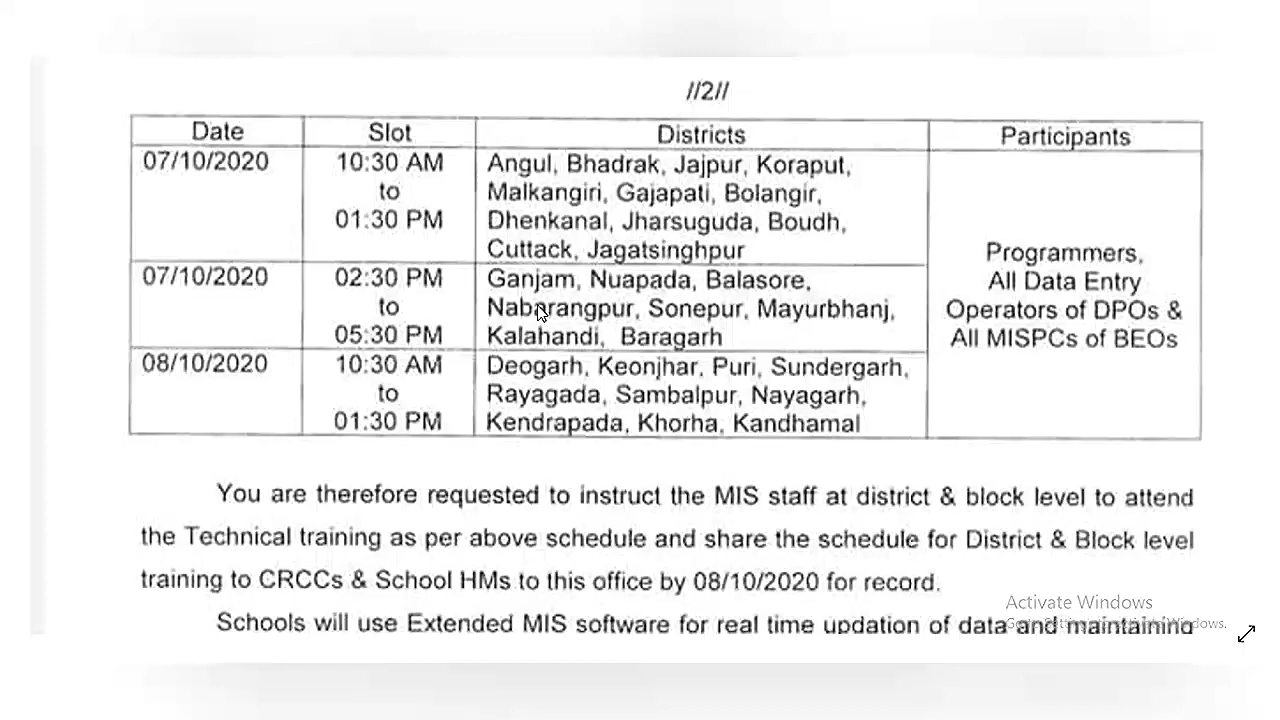 //2//
Date Slot Districts Participants
07/10/2020 10:30 AM to 01:30 PM Angul, Bhadrak, Jajpur, Koraput,
Malkangiri, Gajapati, Bolangir,
Dhenkanal, Jharsuguda, Boudh,
Cuttack, Jagatsinghpur
07/10/2020 02:30 PM to 05:30 PM Ganjam, Nuapada, Balasore,
Nabarangpur, Sonepur, Mayurbhanj,
Kalahandi, Baragarh
08/10/2020 10:30 AM to 01:30 PM Deogarh, Keonjhar, Puri, Sundergarh,
Rayagada, Sambalpur, Nayagarh,
Kendrapada, Khorha, Kandhamal
Programmers,
All Data Entry
Operators of DPOs &
All MISPCs of BEOs
You are therefore requested to instruct the MIS staff at district & block level to attend
the Technical training as per above schedule and share the schedule for District & Block level
training to CRCCs & School HMs to this office by 08/10/2020 for record.
Schools will use Extended MIS software for real time updation of data and maintaining
Activate Windows
Go to Settings to activate Windows.